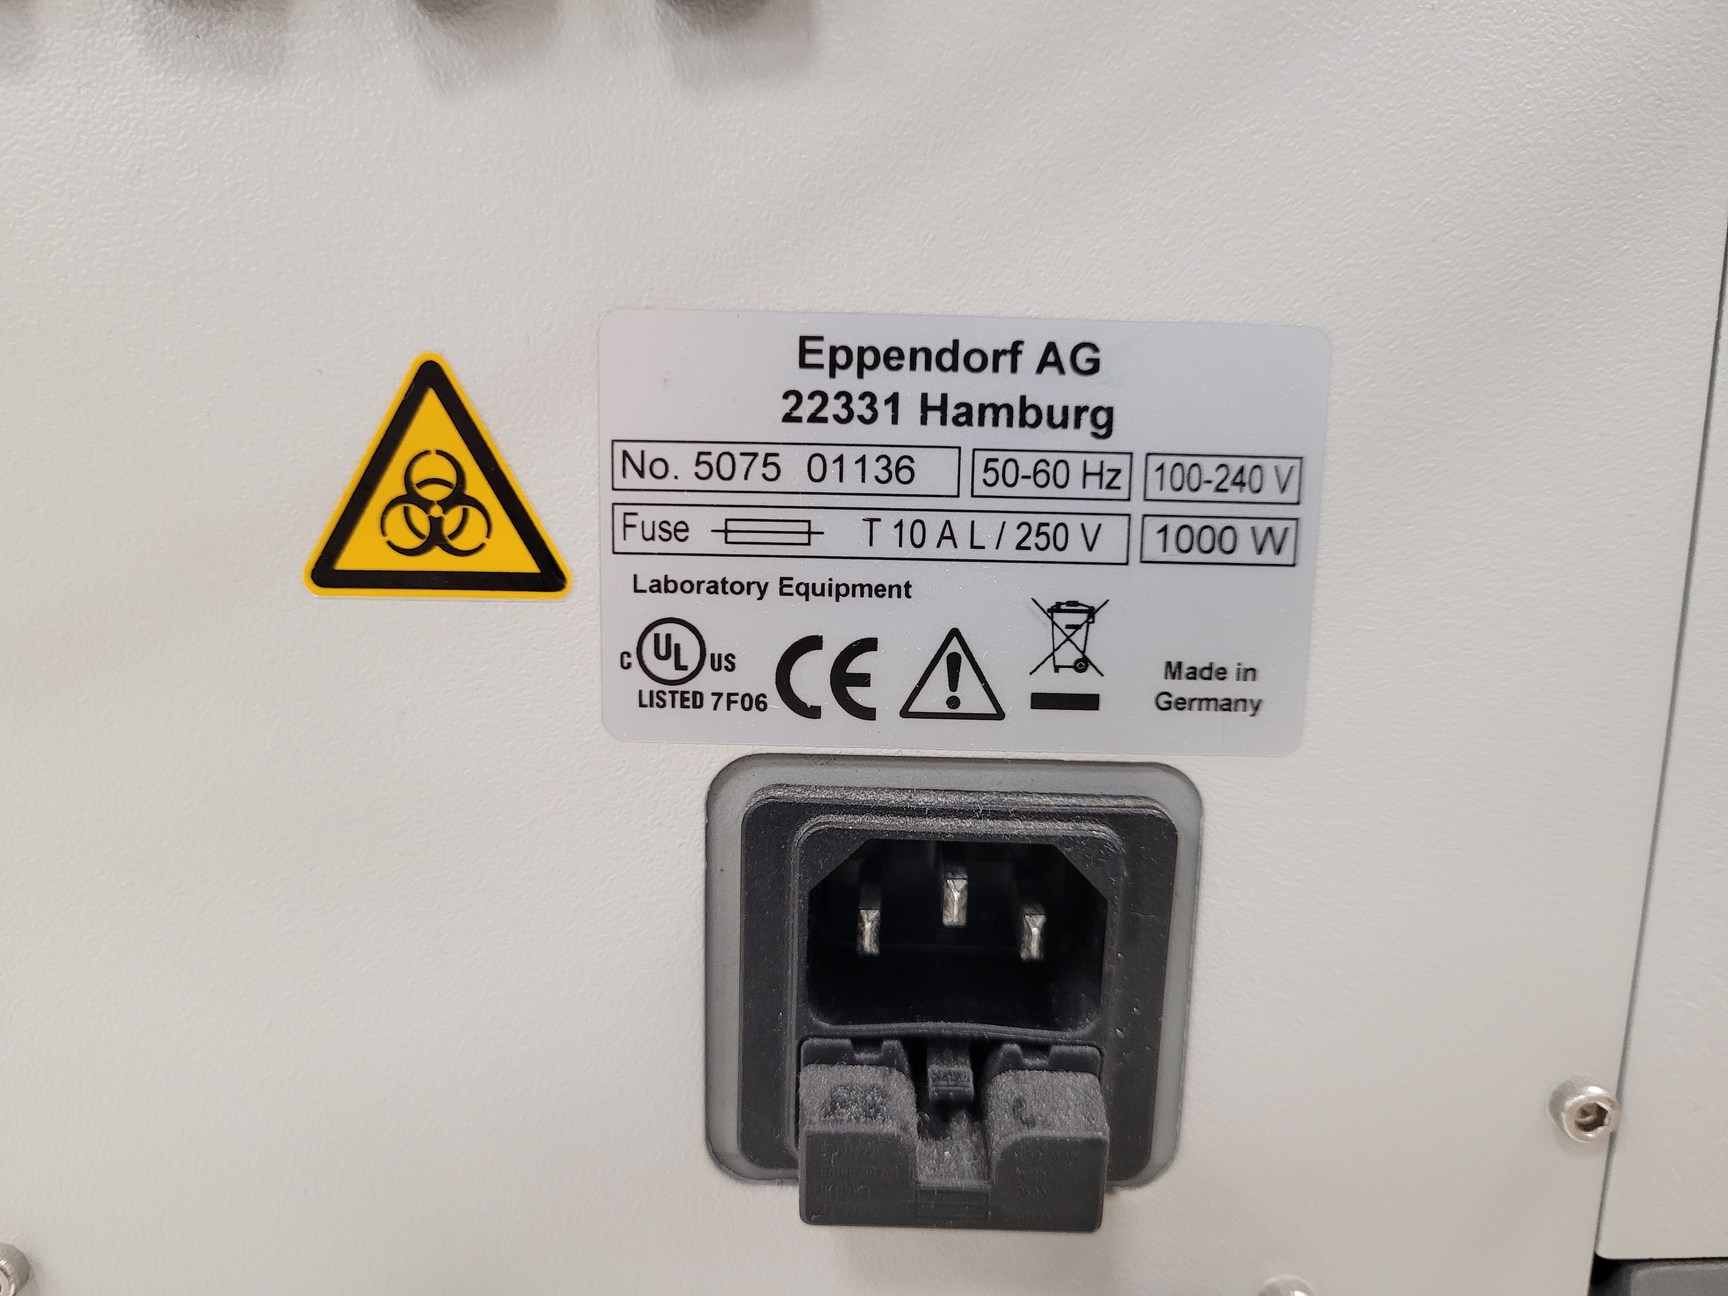 Eppendorf AG
22331 Hamburg
No. 5075 01136 50-60 Hz 100-240 V
Fuse T 10 A L / 250 V 1000 W
Laboratory Equipment
C UL US
LISTED 7F06
CE
Made in
Germany